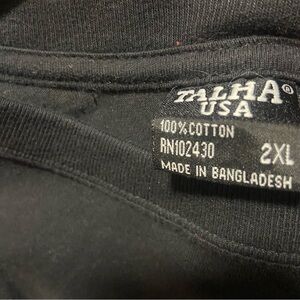 TALHA®
USA
100% COTTON
RN102430
2XL
MADE IN BANGLADESH